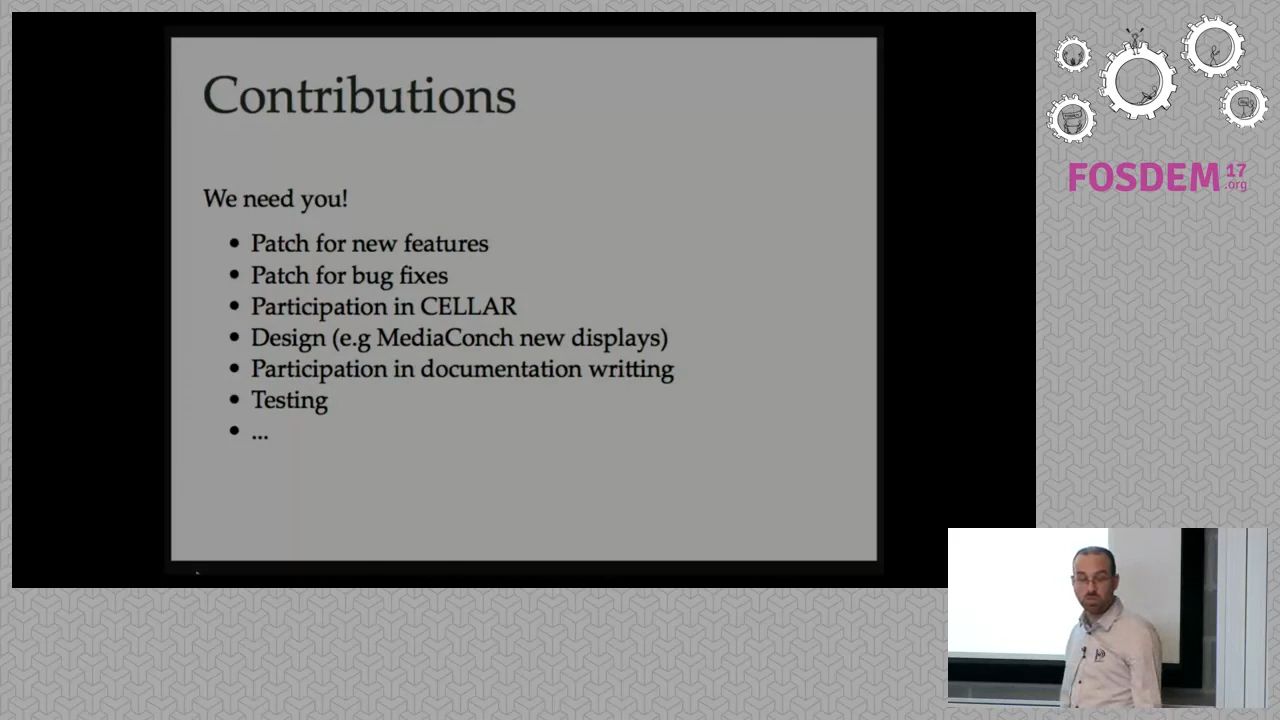 Contributions
We need you!
• Patch for new features
• Patch for bug fixes
• Participation in CELLAR
• Design (e.g MediaConch new displays)
• Participation in documentation writting
• Testing
• ...
FOSDEM 17
.org